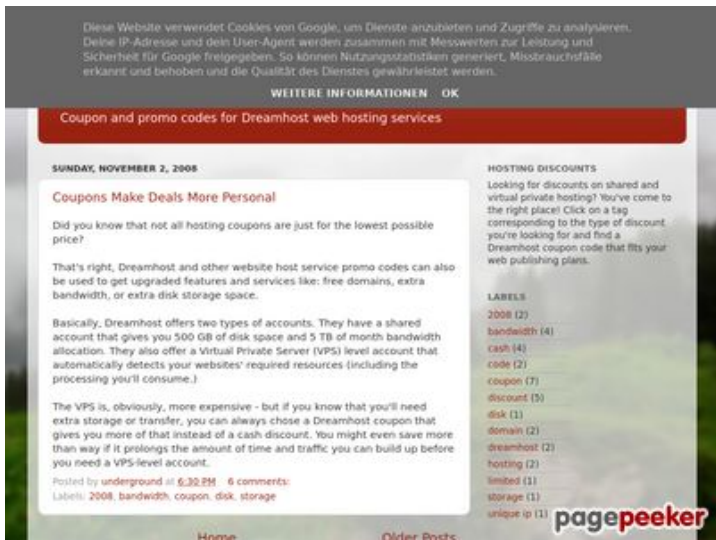 Diese Website verwendet Cookies von Google, um Dienste anzubieten und Zugriffe zu analysieren.
Deine IP-Adresse und dein User-Agent werden zusammen mit Messwerten zur Leistung und
Sicherheit für Google freigegeben. So können Nutzungsstatistiken generiert, Missbrauchsfälle
erkannt und behoben und die Qualität des Dienstes gewährleistet werden.
WEITERE INFORMATIONEN OK
Coupon and promo codes for Dreamhost web hosting services
SUNDAY, NOVEMBER 2, 2008
Coupons Make Deals More Personal
Did you know that not all hosting coupons are just for the lowest possible
price?
That's right, Dreamhost and other website host service promo codes can also
be used to get upgraded features and services like: free domains, extra
bandwidth, or extra disk storage space.
Basically, Dreamhost offers two types of accounts. They have a shared
account that gives you 500 GB of disk space and 5 TB of month bandwidth
allocation. They also offer a Virtual Private Server (VPS) level account that
automatically detects your websites' required resources (including the
processing you'll consume.)
The VPS is, obviously, more expensive - but if you know that you'll need
extra storage or transfer, you can always chose a Dreamhost coupon that
gives you more of that instead of a cash discount. You might even save more
than way if it prolongs the amount of time and traffic you can build up before
you need a VPS-level account.
Posted by underground at 6:30 PM 6 comments:
Labels: 2008, bandwidth, coupon, disk, storage
Home Older Posts
HOSTING DISCOUNTS
Looking for discounts on shared and
virtual private hosting? You've come to
the right place! Click on a tag
corresponding to the type of discount
you're looking for and find a
Dreamhost coupon code that fits your
web publishing plans.
LABELS
2008 (2)
bandwidth (4)
cash (4)
code (2)
coupon (7)
discount (5)
disk (1)
domain (2)
dreamhost (2)
hosting (2)
limited (1)
storage (1)
unique ip (1)
pagepeeker